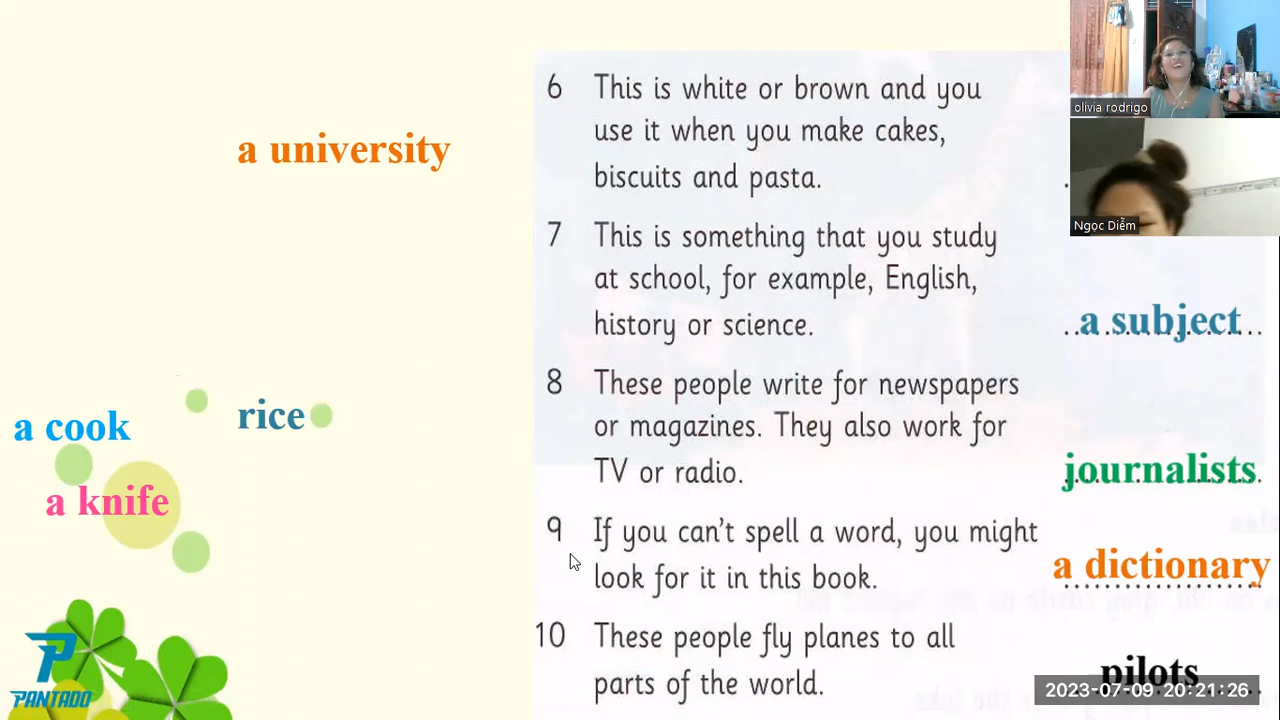 olivia rodrigo
Ngọc Diễm
a university
rice
a cook
a knife
6 This is white or brown and you
use it when you make cakes,
biscuits and pasta.
7 This is something that you study
at school, for example, English,
history or science.
a subject
8 These people write for newspapers
or magazines. They also work for
TV or radio.
journalists
9 If you can't spell a word, you might
look for it in this book.
a dictionary
10 These people fly planes to all
parts of the world.
pilots
PANTADO
2023-07-09 20:21:26